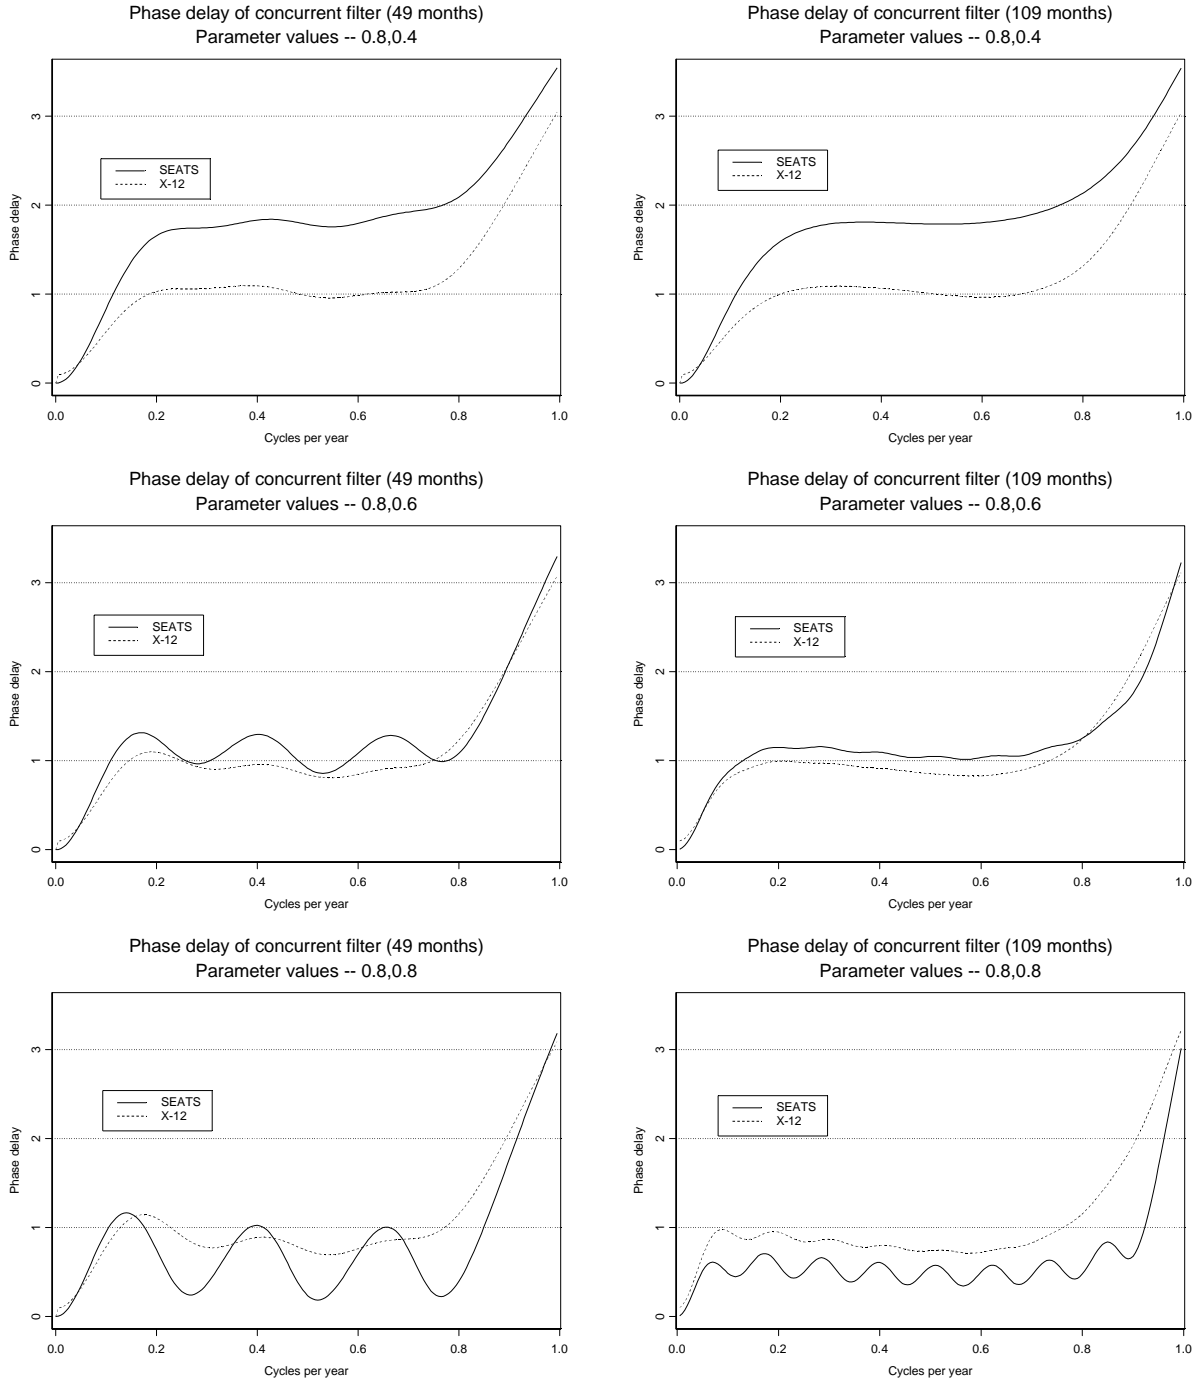 Phase delay of concurrent filter (49 months)
Parameter values -- 0.8,0.4
Phase delay
0 1 2 3
SEATS
X-12
0.0 0.2 0.4 0.6 0.8 1.0
Cycles per year
Phase delay of concurrent filter (109 months)
Parameter values -- 0.8,0.4
Phase delay
0 1 2 3
SEATS
X-12
0.0 0.2 0.4 0.6 0.8 1.0
Cycles per year
Phase delay of concurrent filter (49 months)
Parameter values -- 0.8,0.6
Phase delay
0 1 2 3
SEATS
X-12
0.0 0.2 0.4 0.6 0.8 1.0
Cycles per year
Phase delay of concurrent filter (109 months)
Parameter values -- 0.8,0.6
Phase delay
0 1 2 3
SEATS
X-12
0.0 0.2 0.4 0.6 0.8 1.0
Cycles per year
Phase delay of concurrent filter (49 months)
Parameter values -- 0.8,0.8
Phase delay
0 1 2 3
SEATS
X-12
0.0 0.2 0.4 0.6 0.8 1.0
Cycles per year
Phase delay of concurrent filter (109 months)
Parameter values -- 0.8,0.8
Phase delay
0 1 2 3
SEATS
X-12
0.0 0.2 0.4 0.6 0.8 1.0
Cycles per year